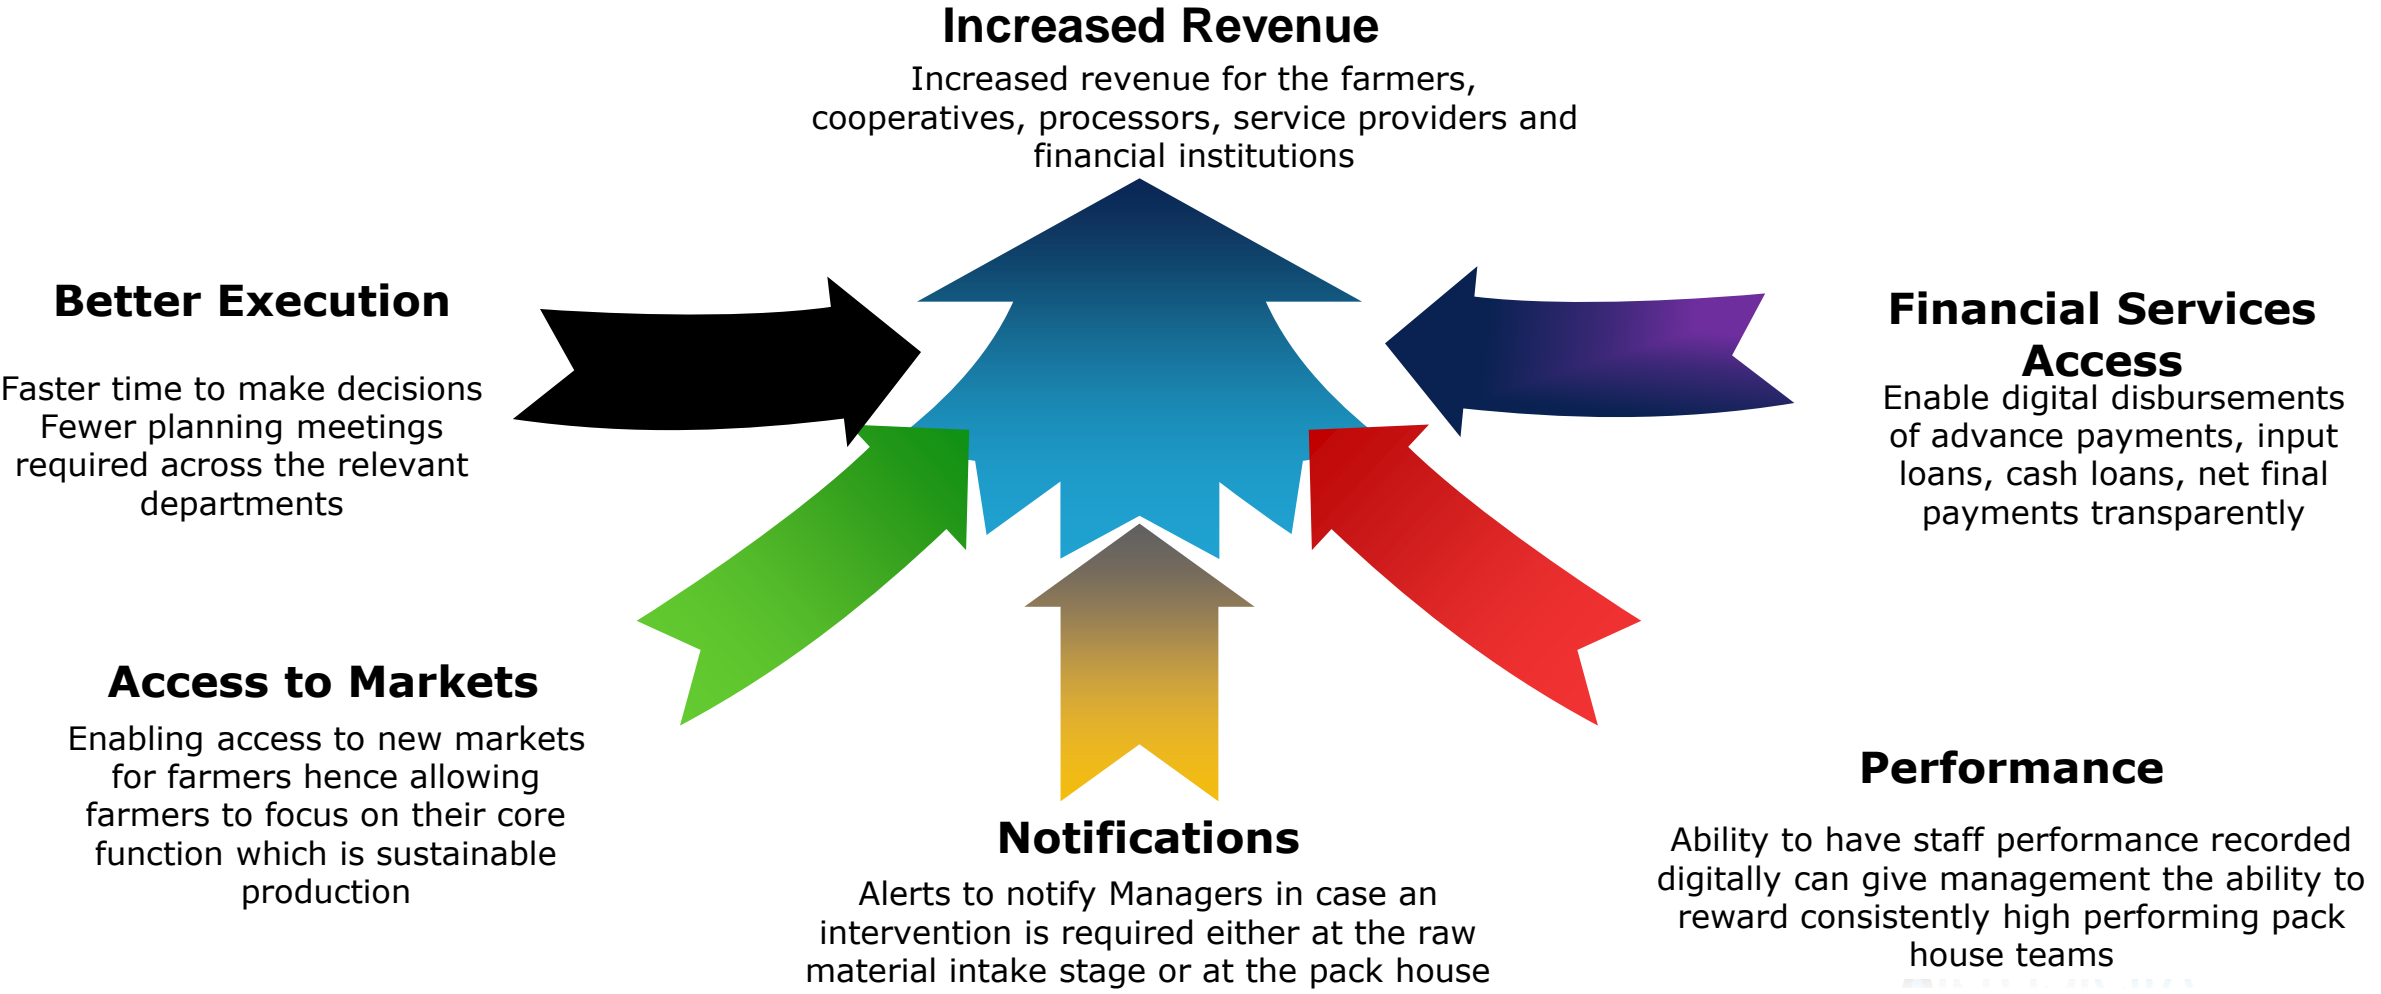 Increased Revenue
Increased revenue for the farmers,
cooperatives, processors, service providers and
financial institutions
Better Execution
Faster time to make decisions
Fewer planning meetings
required across the relevant
departments
Financial Services
Access
Enable digital disbursements
of advance payments, input
loans, cash loans, net final
payments transparently
Access to Markets
Enabling access to new markets
for farmers hence allowing
farmers to focus on their core
function which is sustainable
production
Notifications
Alerts to notify Managers in case an
intervention is required either at the raw
material intake stage or at the pack house
Performance
Ability to have staff performance recorded
digitally can give management the ability to
reward consistently high performing pack
house teams